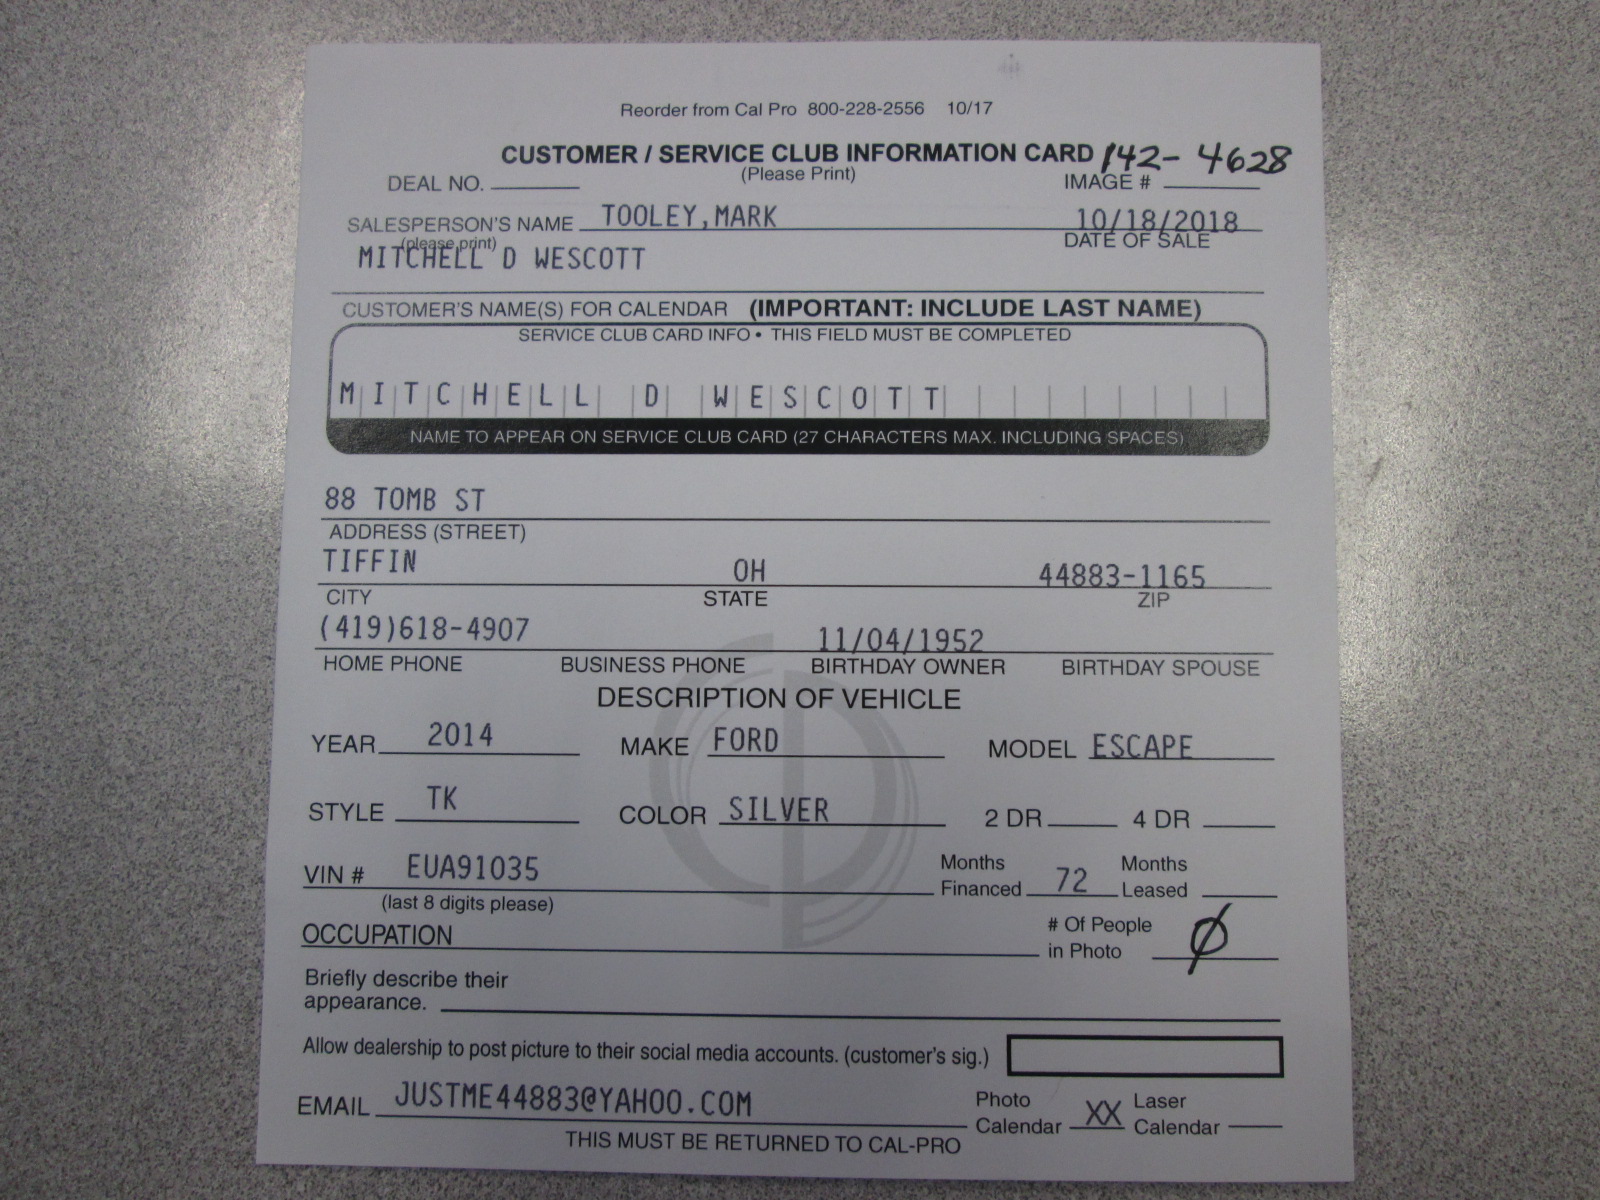 Reorder from Cal Pro 800-228-2556 10/17
CUSTOMER / SERVICE CLUB INFORMATION CARD 142-4628
(Please Print)
DEAL NO. IMAGE #
SALESPERSON'S NAME TOOLEY,MARK 10/18/2018
(please print) DATE OF SALE
MITCHELL D WESCOTT
CUSTOMER'S NAME(S) FOR CALENDAR (IMPORTANT: INCLUDE LAST NAME)
SERVICE CLUB CARD INFO • THIS FIELD MUST BE COMPLETED
MITCHELL D WESCOTT
NAME TO APPEAR ON SERVICE CLUB CARD (27 CHARACTERS MAX. INCLUDING SPACES)
88 TOMB ST
ADDRESS (STREET)
TIFFIN OH 44883-1165
CITY STATE ZIP
(419)618-4907 11/04/1952
HOME PHONE BUSINESS PHONE BIRTHDAY OWNER BIRTHDAY SPOUSE
DESCRIPTION OF VEHICLE
YEAR 2014 MAKE FORD MODEL ESCAPE
STYLE TK COLOR SILVER 2 DR 4 DR
VIN # EUA91035 Months Financed 72 Months Leased
(last 8 digits please)
OCCUPATION # Of People in Photo Ø
Briefly describe their
appearance.
Allow dealership to post picture to their social media accounts. (customer's sig.)
EMAIL JUSTME44883@YAHOO.COM Photo Calendar XX Laser Calendar
THIS MUST BE RETURNED TO CAL-PRO